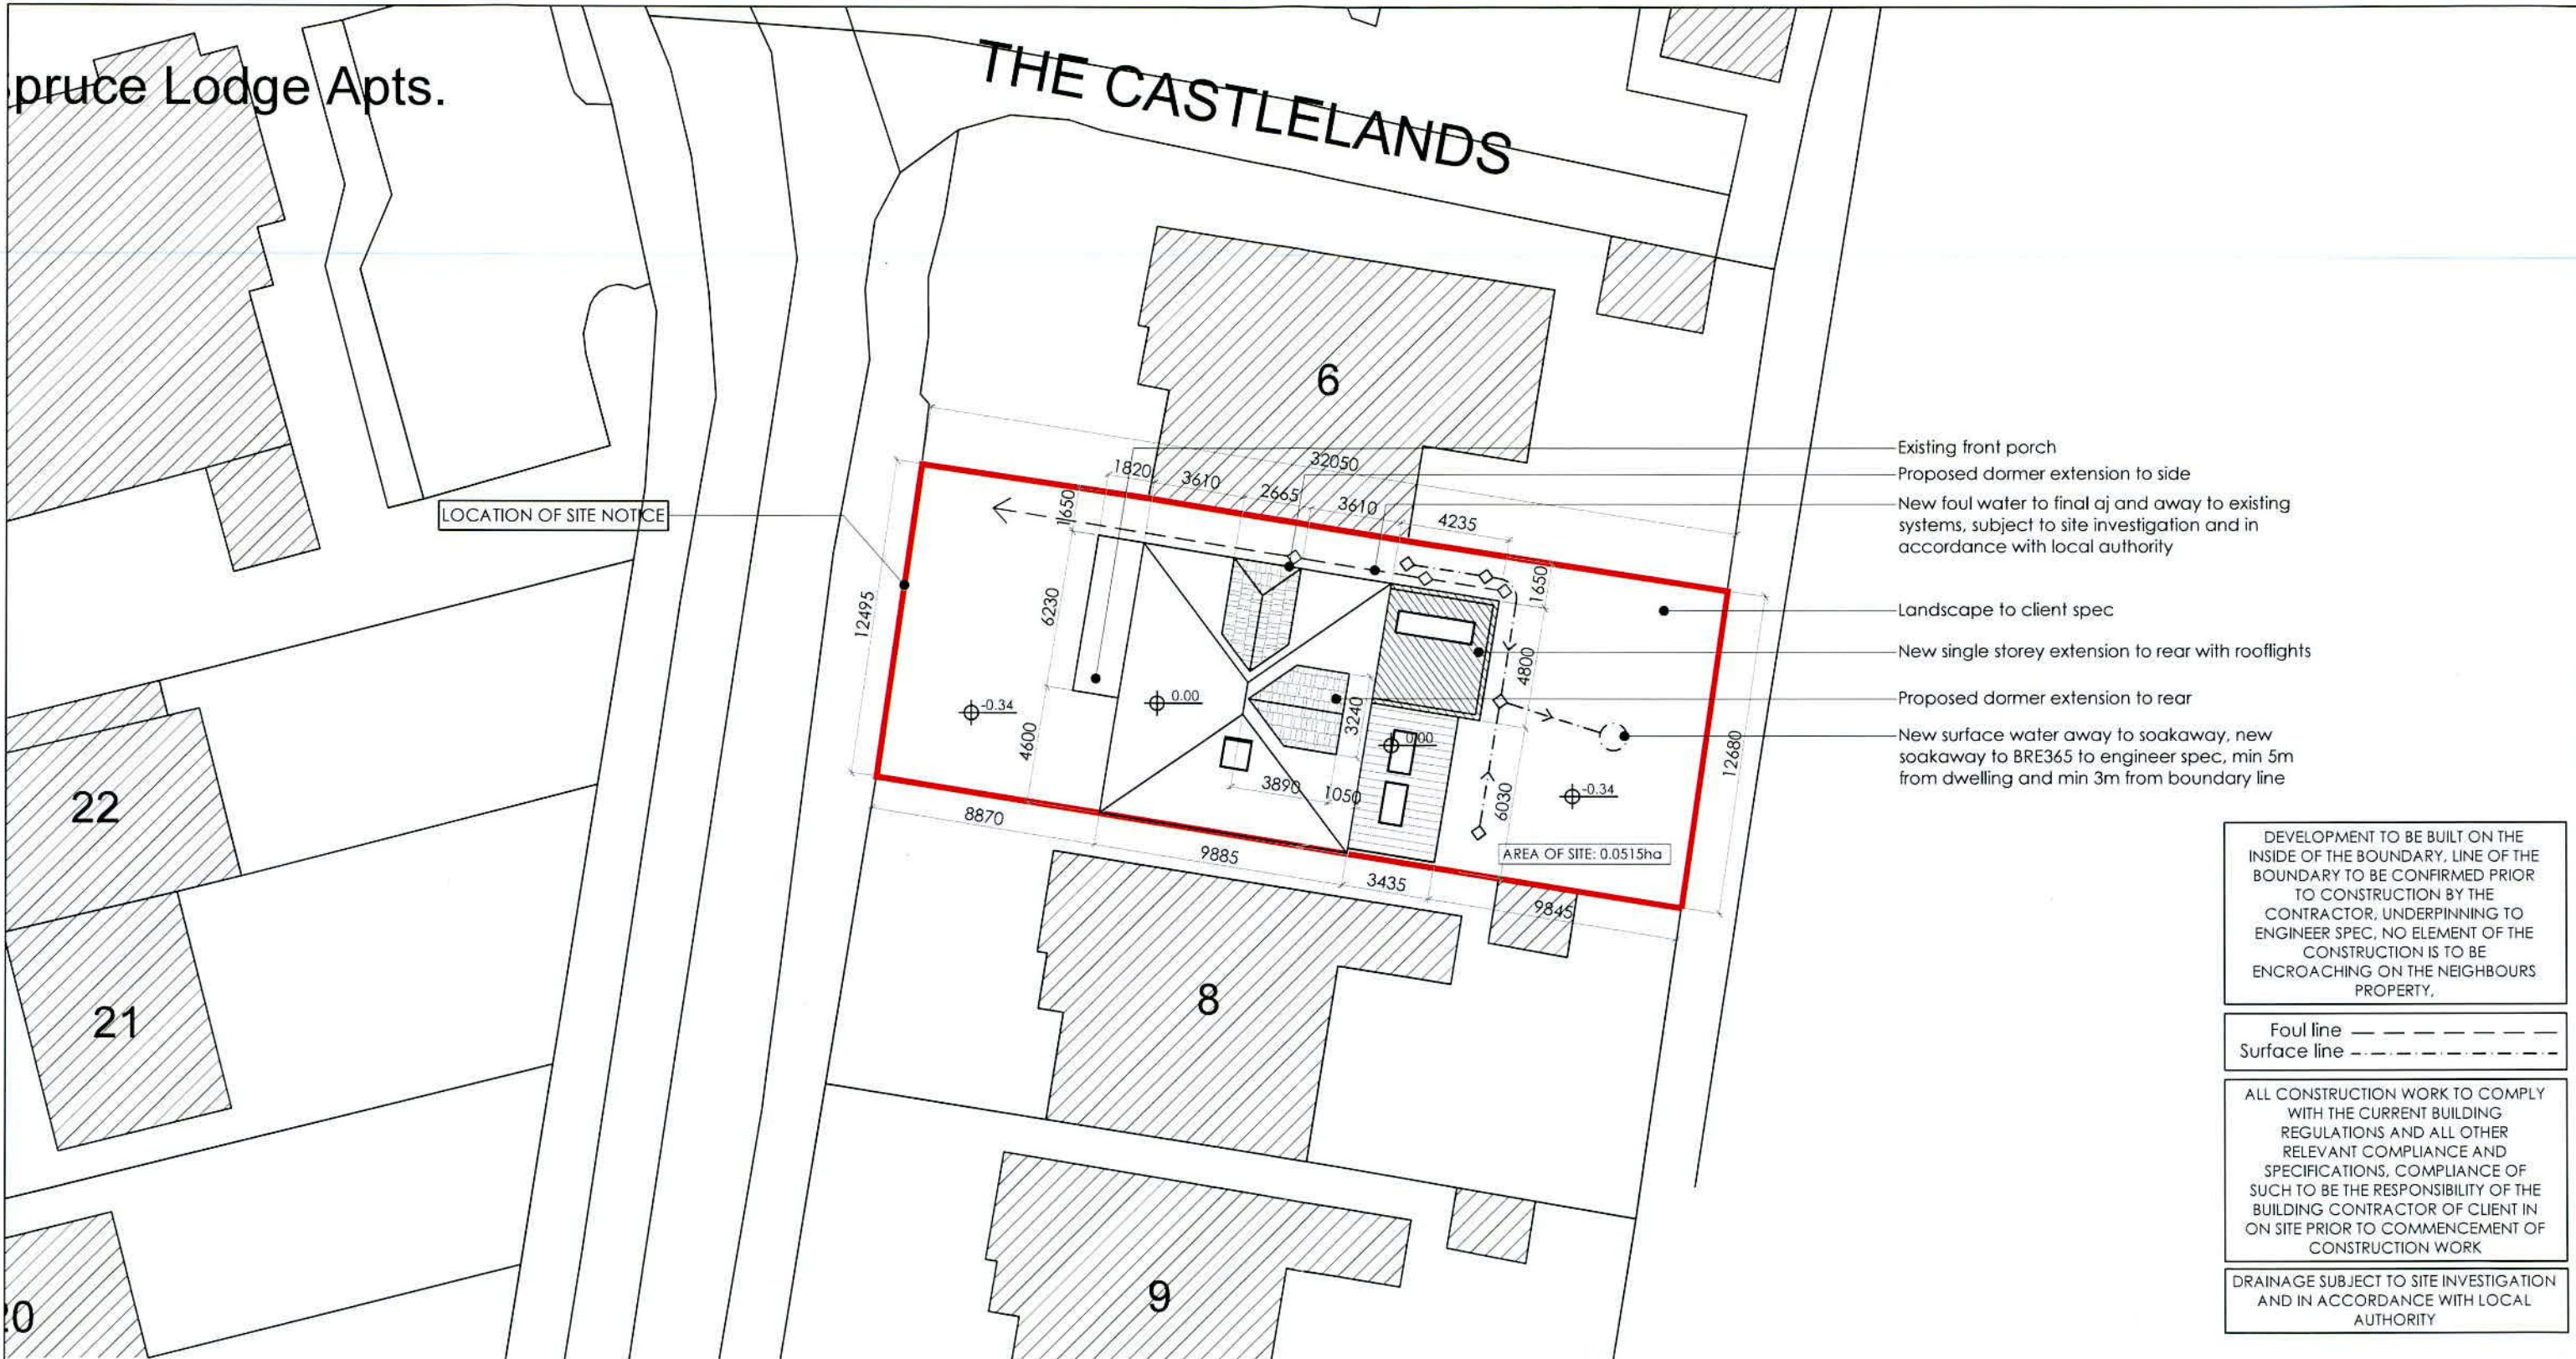 pruce Lodge Apts.
THE CASTLELANDS
6
LOCATION OF SITE NOTICE
32050
1820
3610
2665
3610
4235
1650
1650
12495
6230
4600
4800
3240
-0.34
0.00
0.00
3890
1050
6030
-0.34
12680
8870
9885
3435
9845
AREA OF SITE: 0.0515ha
Existing front porch
Proposed dormer extension to side
New foul water to final aj and away to existing
systems, subject to site investigation and in
accordance with local authority
Landscape to client spec
New single storey extension to rear with rooflights
Proposed dormer extension to rear
New surface water away to soakaway, new
soakaway to BRE365 to engineer spec, min 5m
from dwelling and min 3m from boundary line
22
21
20
8
9
DEVELOPMENT TO BE BUILT ON THE
INSIDE OF THE BOUNDARY, LINE OF THE
BOUNDARY TO BE CONFIRMED PRIOR
TO CONSTRUCTION BY THE
CONTRACTOR, UNDERPINNING TO
ENGINEER SPEC, NO ELEMENT OF THE
CONSTRUCTION IS TO BE
ENCROACHING ON THE NEIGHBOURS
PROPERTY,
Foul line
Surface line
ALL CONSTRUCTION WORK TO COMPLY
WITH THE CURRENT BUILDING
REGULATIONS AND ALL OTHER
RELEVANT COMPLIANCE AND
SPECIFICATIONS, COMPLIANCE OF
SUCH TO BE THE RESPONSIBILITY OF THE
BUILDING CONTRACTOR OF CLIENT IN
ON SITE PRIOR TO COMMENCEMENT OF
CONSTRUCTION WORK
DRAINAGE SUBJECT TO SITE INVESTIGATION
AND IN ACCORDANCE WITH LOCAL
AUTHORITY